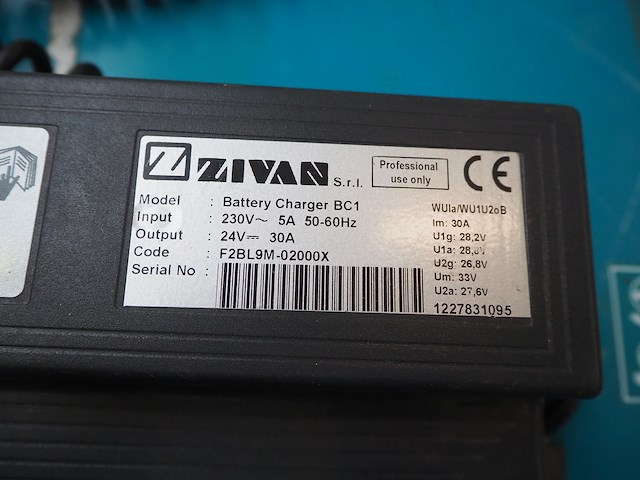 Z ZIVAN S.r.l.
Professional
use only
CE
Model : Battery Charger BC1
Input : 230V~ 5A 50-60Hz
Output : 24V⎓ 30A
Code : F2BL9M-02000X
Serial No :
WUIa/WU1U2oB
Im: 30A
U1g: 28,2V
U1a:
U2g: 26,8V
Um: 33V
U2a: 27,6V
1227831095